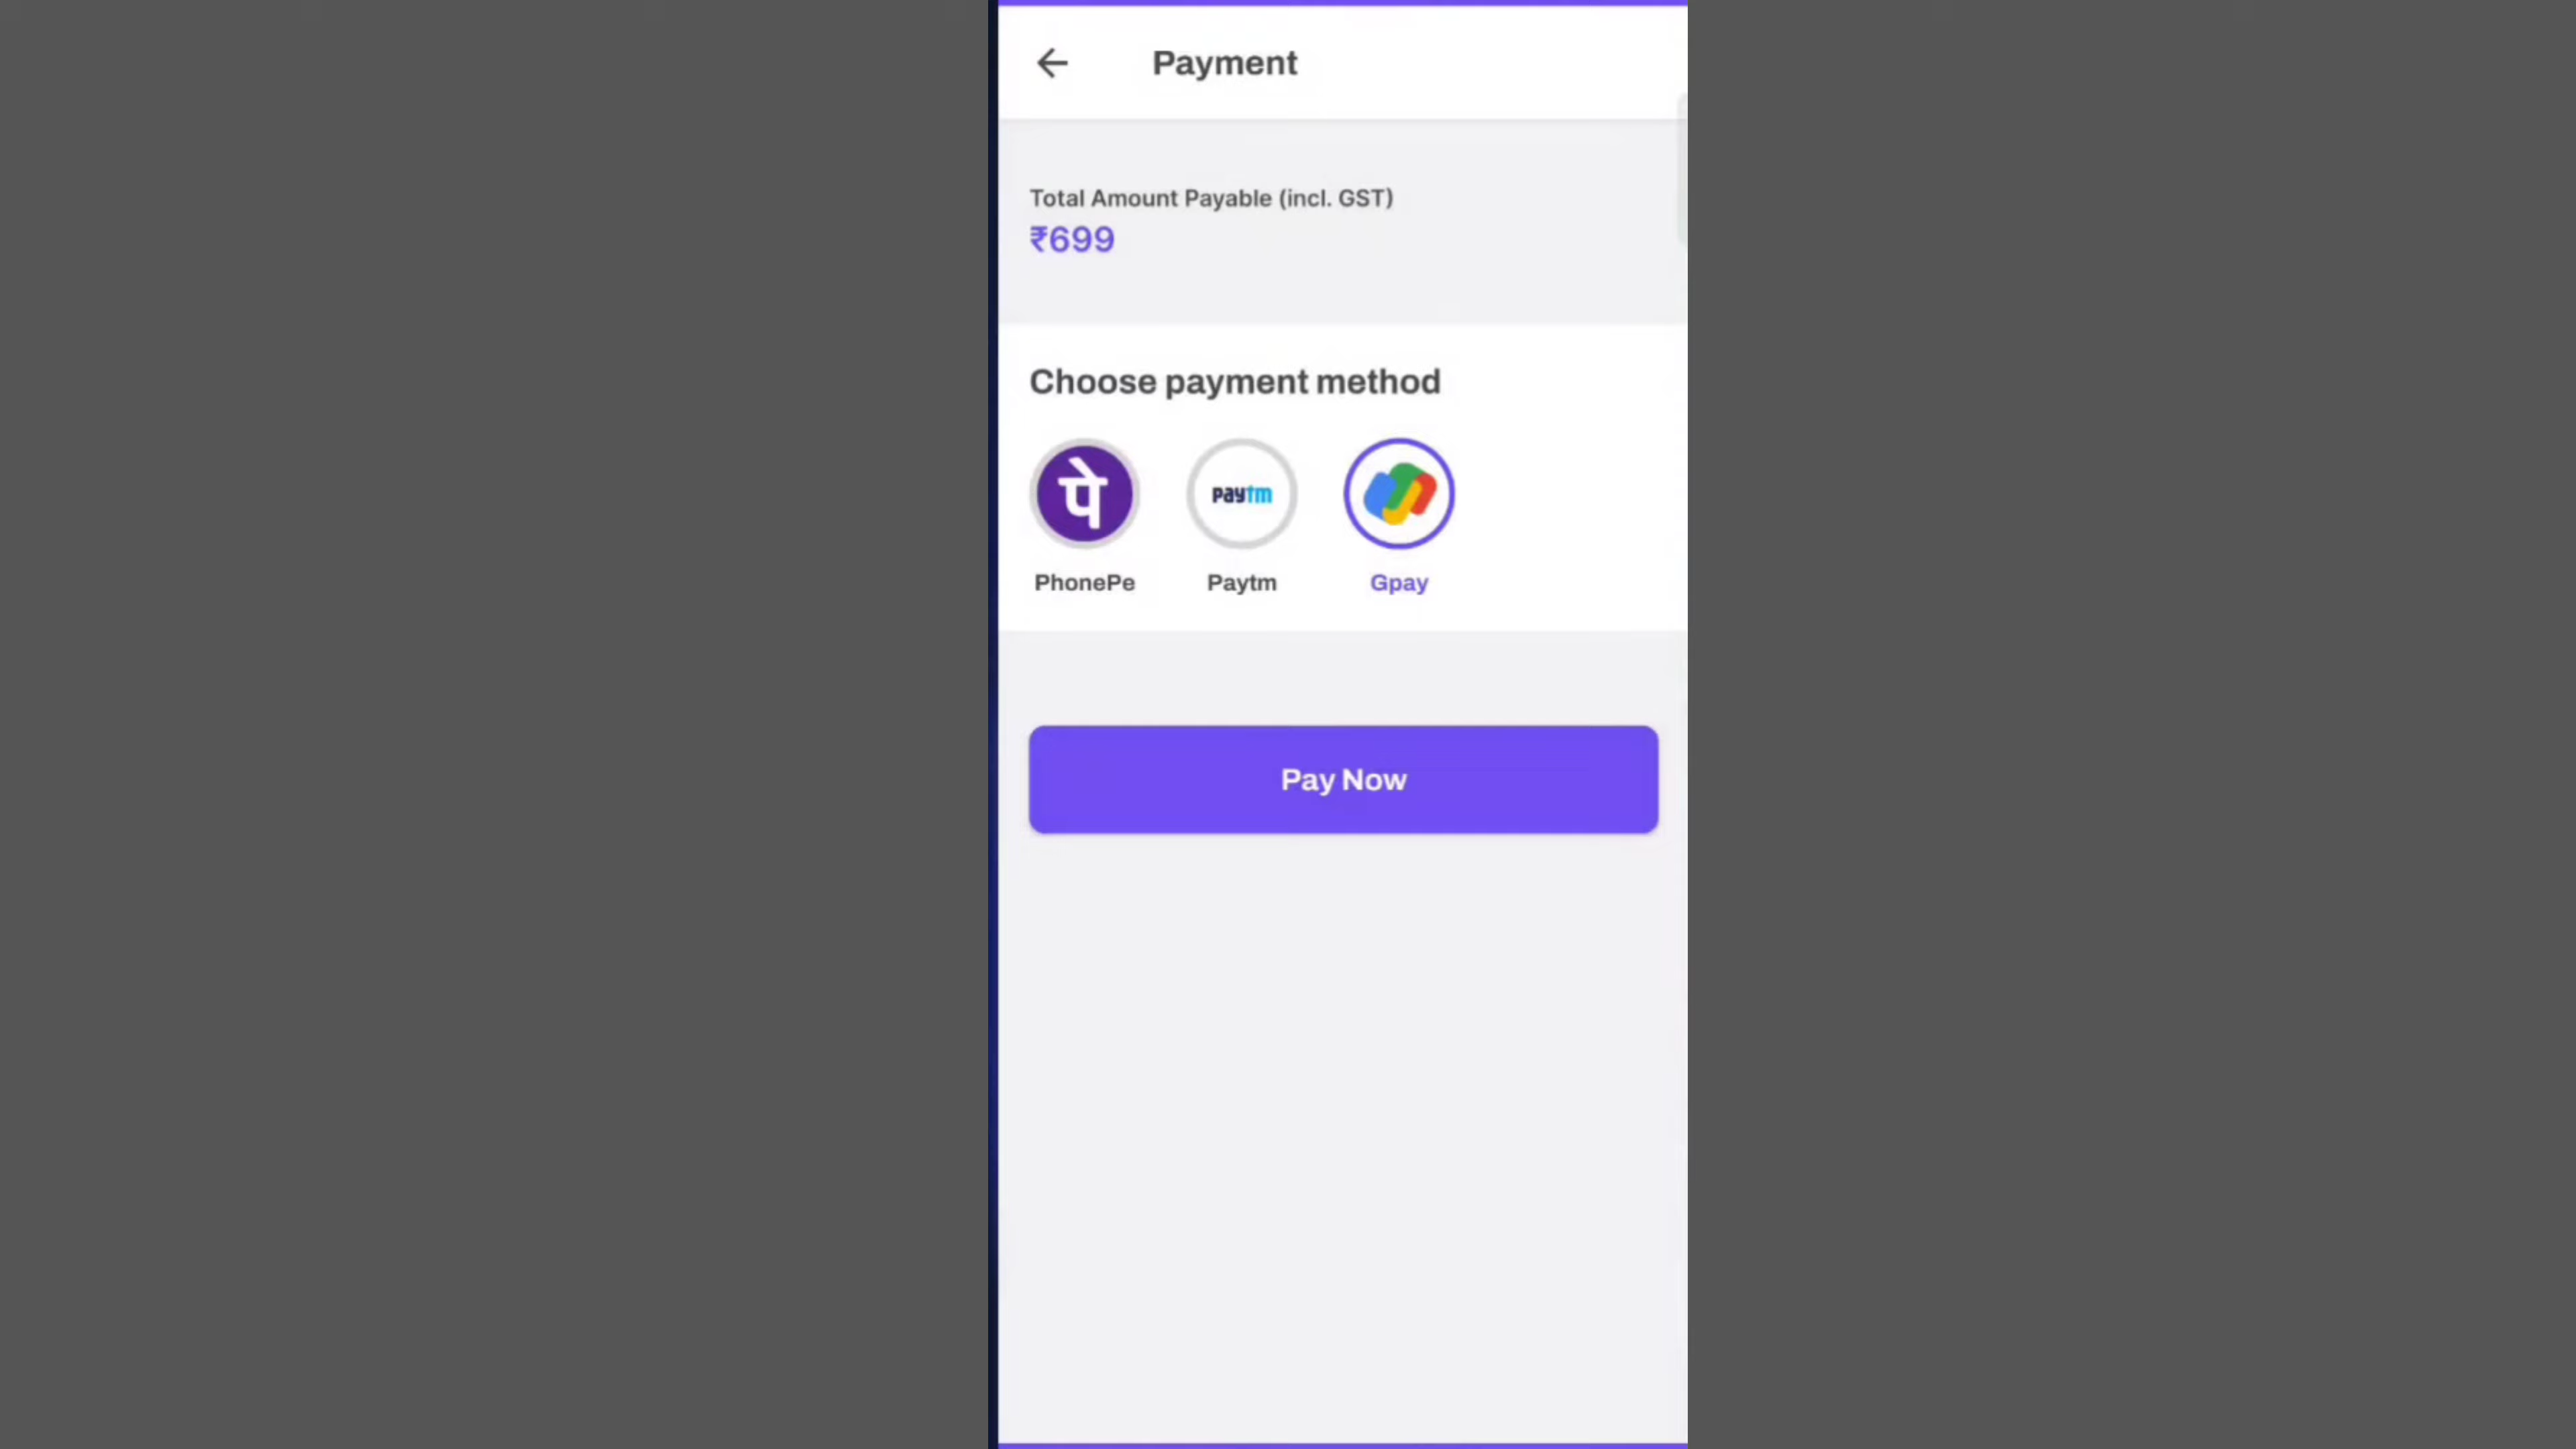 Payment
Total Amount Payable (incl. GST)
₹699
Choose payment method
पे
paytm
PhonePe
Paytm
Gpay
Pay Now